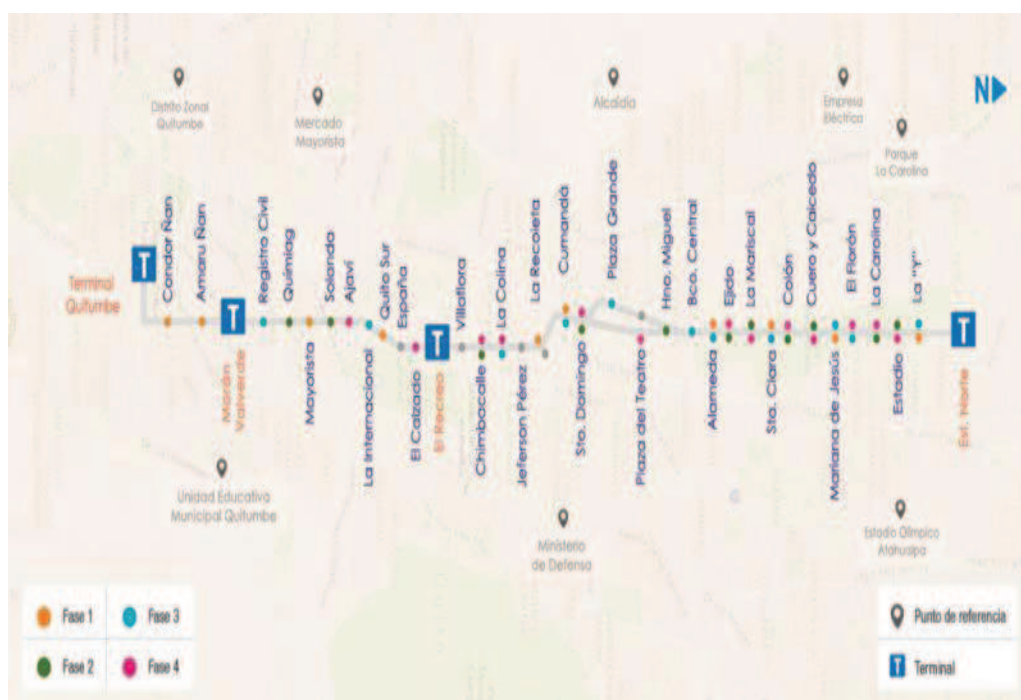 Distrito Zonal
Quitumbe
Mercado
Mayorista
Alcaldía
Empresa
Eléctrica
Parque
La Carolina
N
Terminal
Quitumbe
T
Condor Ñan
Amaru Ñan
Morán
Valverde
T
Registro Civil
Quimiag
Mayorista
Solanda
Ajaví
La Internacional
Quito Sur
España
El Calzado
El Recreo
T
Villaflora
Chimbacalle
La Colina
Jeferson Pérez
La Recoleta
Cumandá
Sto. Domingo
Plaza Grande
Plaza del Teatro
Hno. Miguel
Bco. Central
Alameda
Ejido
La Mariscal
Sta. Clara
Colón
Cuero y Caicedo
Mariana de Jesús
El Florón
La Carolina
Estadio
La "Y"
T
Est. Norte
Unidad Educativa
Municipal Quitumbe
Ministerio
de Defensa
Estadio Olímpico
Atahualpa
Fase 1
Fase 3
Fase 2
Fase 4
Punto de referencia
T Terminal